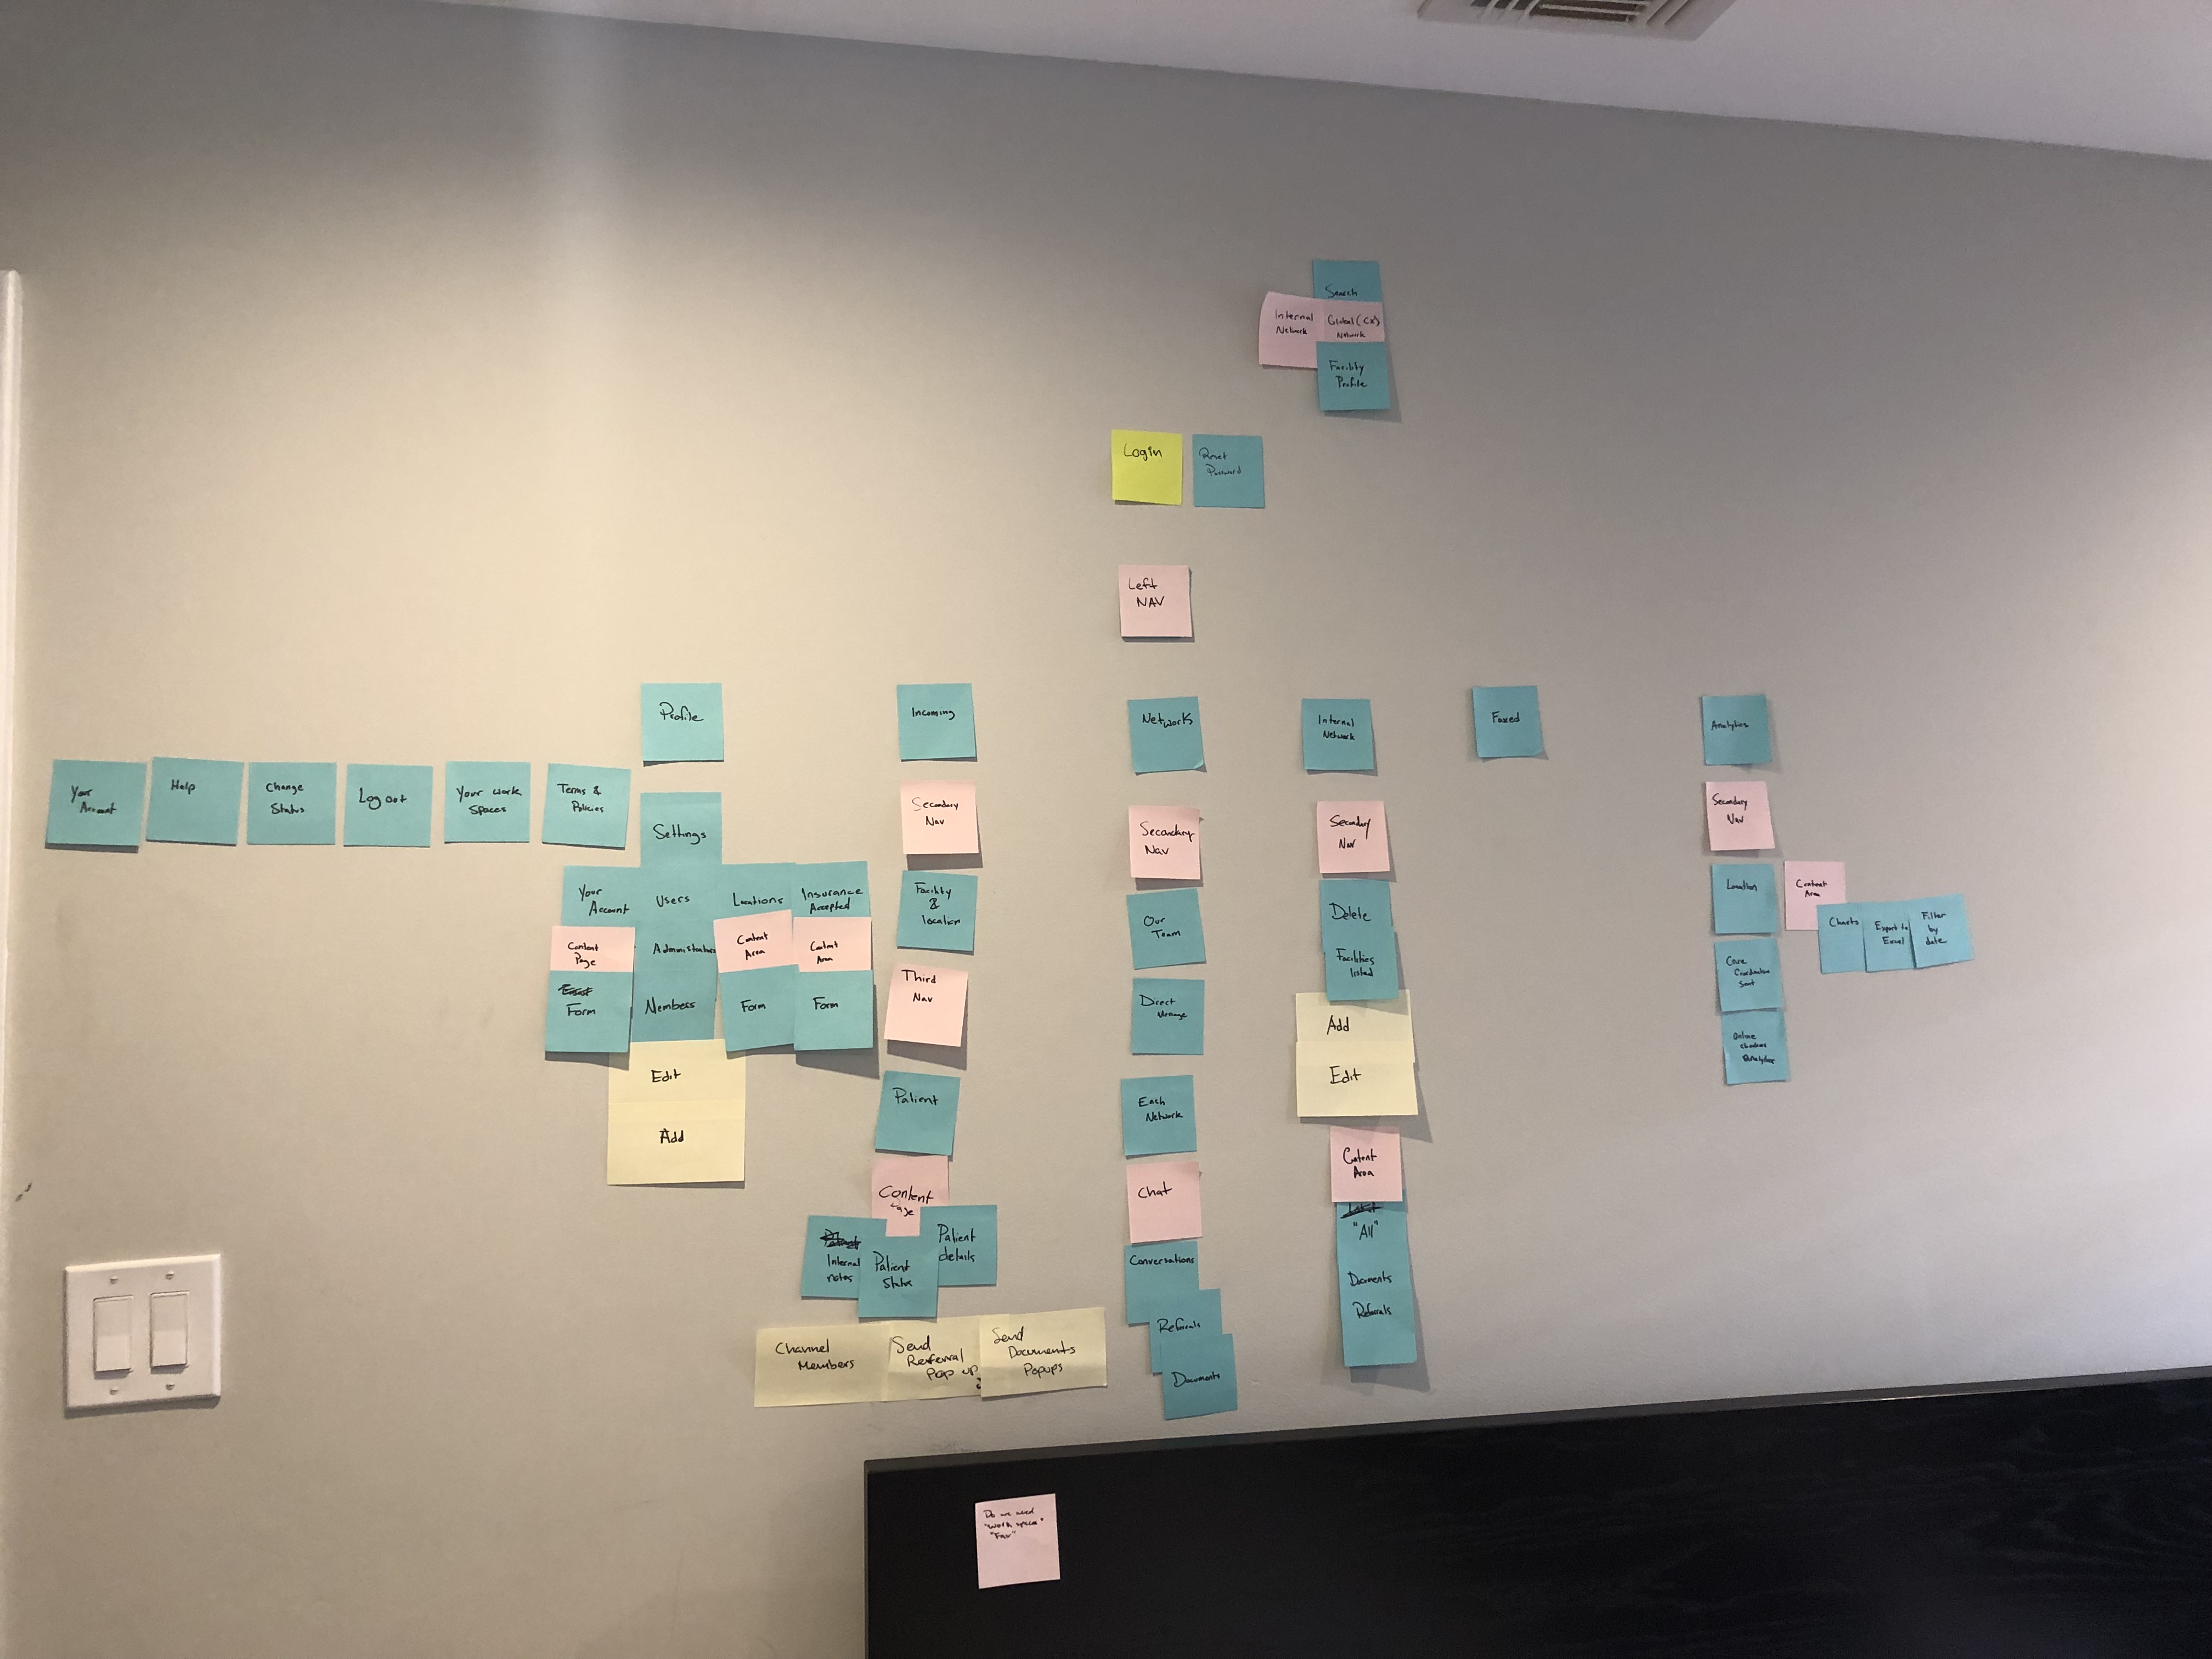 Search
Internal
Network
Global (CX)
Network
Facility
Profile
Login
Reset
Password
Left
NAV
Profile
Incoming
Networks
Internal
Network
Faxed
Analytics
Your
Account
Help
Change
Status
Log out
Your work
Spaces
Terms &
Policies
Settings
Your
Account
Users
Locations
Insurance
Accepted
Content
Page
Administrators
Content
Area
Content
Area
Form
Members
Form
Form
Edit
Add
Secondary
Nav
Facility
&
location
Third
Nav
Patient
Content
Internal
notes
Patient
Status
Patient
details
Channel
Members
Send
Referral
Pop up
Send
Documents
Popups
Secondary
Nav
Our
Team
Direct
Message
Each
Network
Chat
Conversations
Referrals
Documents
Secondary
Nav
Delete
Facilities
listed
Add
Edit
Content
Area
"All"
Documents
Referrals
Secondary
Nav
Location
Content
Area
Charts
Export to
Excel
Filter
by
date
Care
Coordination
Sent
Online
Do we need
"work space"
"Fax"